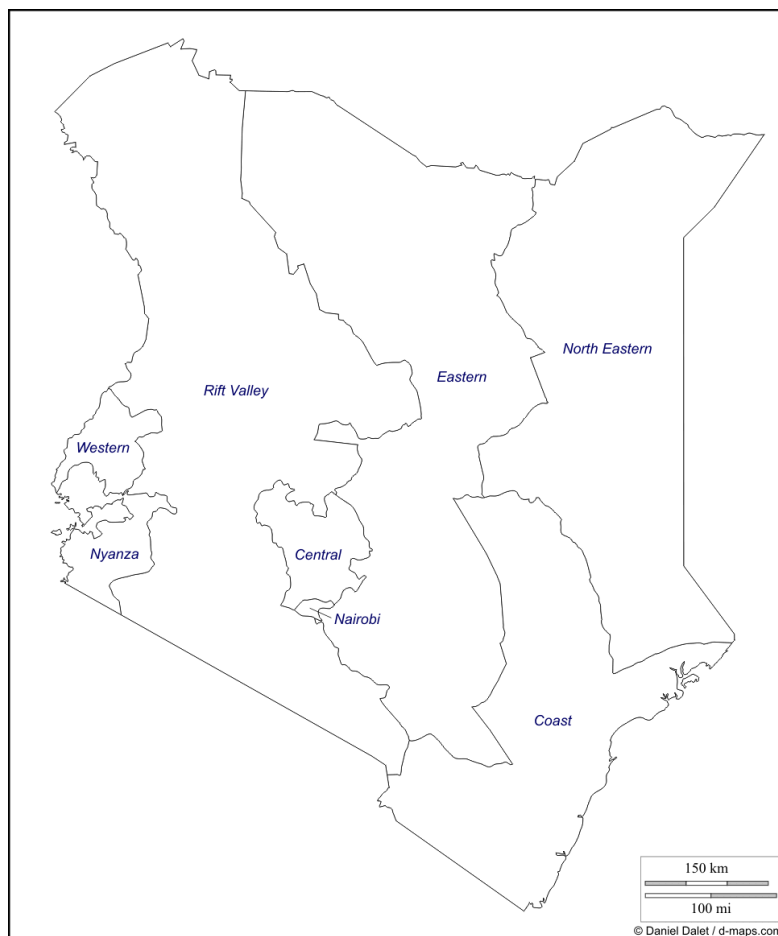 North Eastern
Eastern
Rift Valley
Western
Nyanza
Central
Nairobi
Coast
150 km
100 mi
© Daniel Dalet / d-maps.com